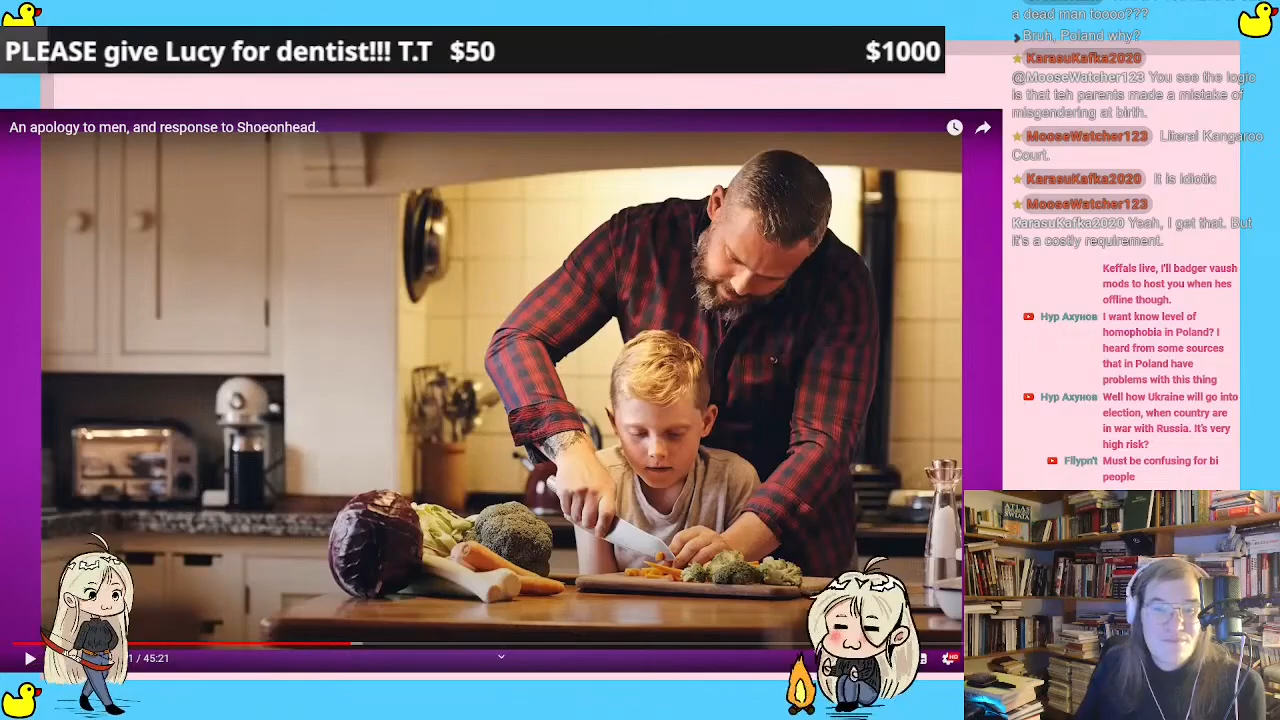 PLEASE give Lucy for dentist!!! T.T $50 $1000
An apology to men, and response to Shoeonhead.
a dead man toooo???
Bruh, Poland why?
KarasuKafka2020
@MooseWatcher123 You see the logic
is that teh parents made a mistake of
misgendering at birth.
MooseWatcher123 Literal Kangaroo
Court.
KarasuKafka2020 It is idiotic
MooseWatcher123
KarasuKafka2020 Yeah, I get that. But
it's a costly requirement.
Keffals live, I'll badger vaush
mods to host you when hes
offline though.
Нур Ахунов I want know level of
homophobia in Poland? I
heard from some sources
that in Poland have
problems with this thing
Нур Ахунов Well how Ukraine will go into
election, when country are
in war with Russia. It's very
high risk?
Filypn't Must be confusing for bi
people
1 / 45:21
HD
ATLAS
ŚWIATA